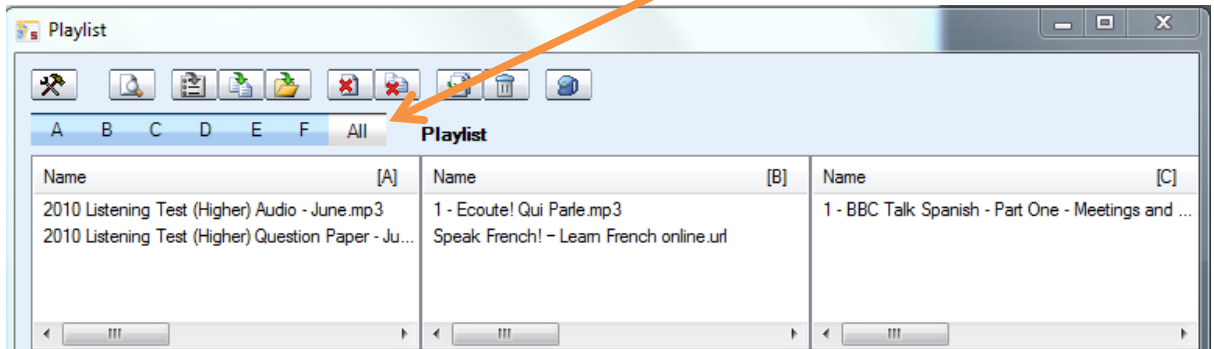 Playlist
A B C D E F All Playlist
Name [A] Name [B] Name [C]
2010 Listening Test (Higher) Audio - June.mp3 1 - Ecoute! Qui Parle.mp3 1 - BBC Talk Spanish - Part One - Meetings and ...
2010 Listening Test (Higher) Question Paper - Ju... Speak French! – Learn French online.url